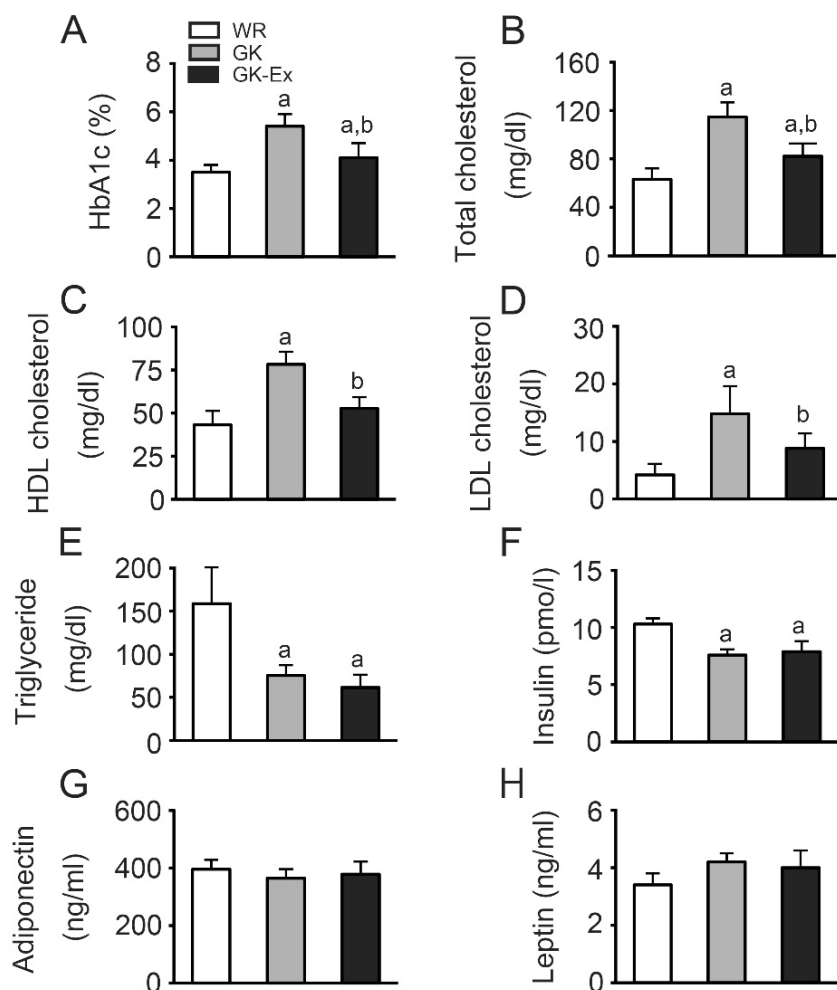 A
WR
GK
GK-Ex
HbA1c (%)
8
6
4
2
0
a
a,b
B
Total cholesterol
(mg/dl)
160
120
80
40
0
a
a,b
C
HDL cholesterol
(mg/dl)
100
75
50
25
0
a
b
D
LDL cholesterol
(mg/dl)
30
20
10
0
a
b
E
Triglyceride
(mg/dl)
200
150
100
50
0
a
a
F
Insulin (pmo/l)
15
10
5
0
a
a
G
Adiponectin
(ng/ml)
600
400
200
0
H
Leptin (ng/ml)
6
4
2
0